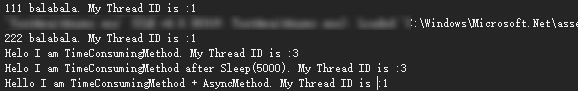 111 balabala. My Thread ID is :1
C:\Windows\Microsoft.Net\asse
222 balabala. My Thread ID is :1
Helo I am TimeConsumingMethod. My Thread ID is :3
Helo I am TimeConsumingMethod after Sleep(5000). My Thread ID is :3
Hello I am TimeConsumingMethod + AsyncMethod. My Thread ID is :1